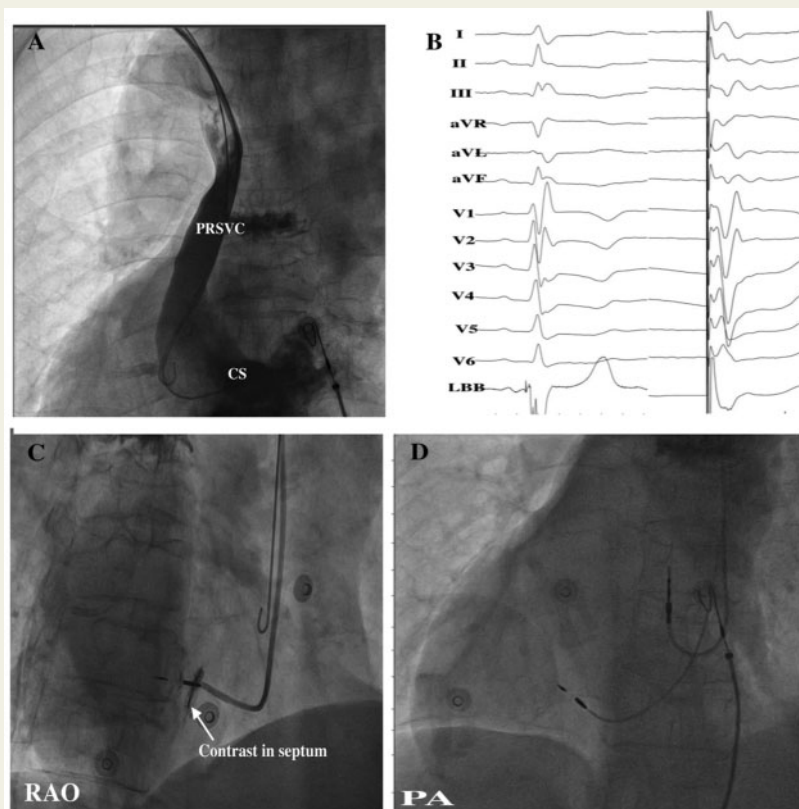 A
PRSVC
CS
B
I
II
III
aVR
aVL
aVF
V1
V2
V3
V4
V5
V6
LBB
C
Contrast in septum
RAO
D
PA